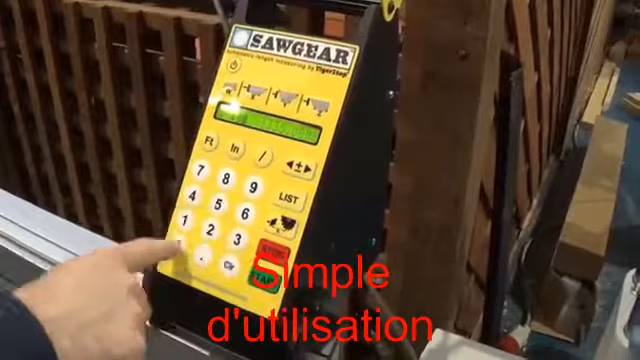 SAWGEAR
automatic length measuring by TigerStop
Ft In /
7 8 9
4 5 6 LIST
1 2 3
. Clr STOP
START
Simple
d'utilisation